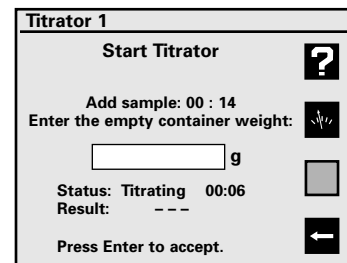 Titrator 1
Start Titrator
?
Add sample: 00 : 14
Enter the empty container weight:
g
Status: Titrating 00:06
Result: – – –
Press Enter to accept.